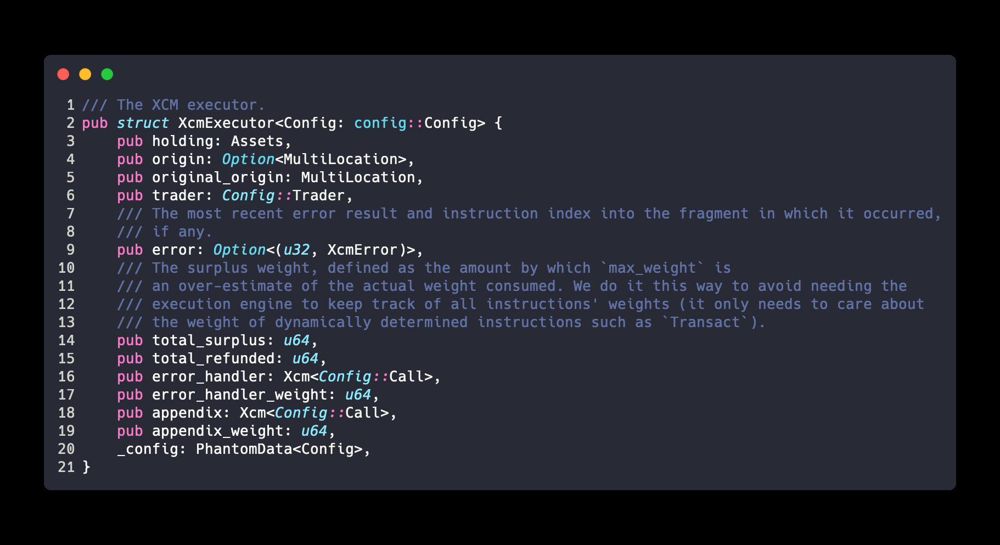 1 /// The XCM executor.
2 pub struct XcmExecutor<Config: config::Config> {
3     pub holding: Assets,
4     pub origin: Option<MultiLocation>,
5     pub original_origin: MultiLocation,
6     pub trader: Config::Trader,
7     /// The most recent error result and instruction index into the fragment in which it occurred,
8     /// if any.
9     pub error: Option<(u32, XcmError)>,
10     /// The surplus weight, defined as the amount by which `max_weight` is
11     /// an over-estimate of the actual weight consumed. We do it this way to avoid needing the
12     /// execution engine to keep track of all instructions' weights (it only needs to care about
13     /// the weight of dynamically determined instructions such as `Transact`).
14     pub total_surplus: u64,
15     pub total_refunded: u64,
16     pub error_handler: Xcm<Config::Call>,
17     pub error_handler_weight: u64,
18     pub appendix: Xcm<Config::Call>,
19     pub appendix_weight: u64,
20     _config: PhantomData<Config>,
21 }